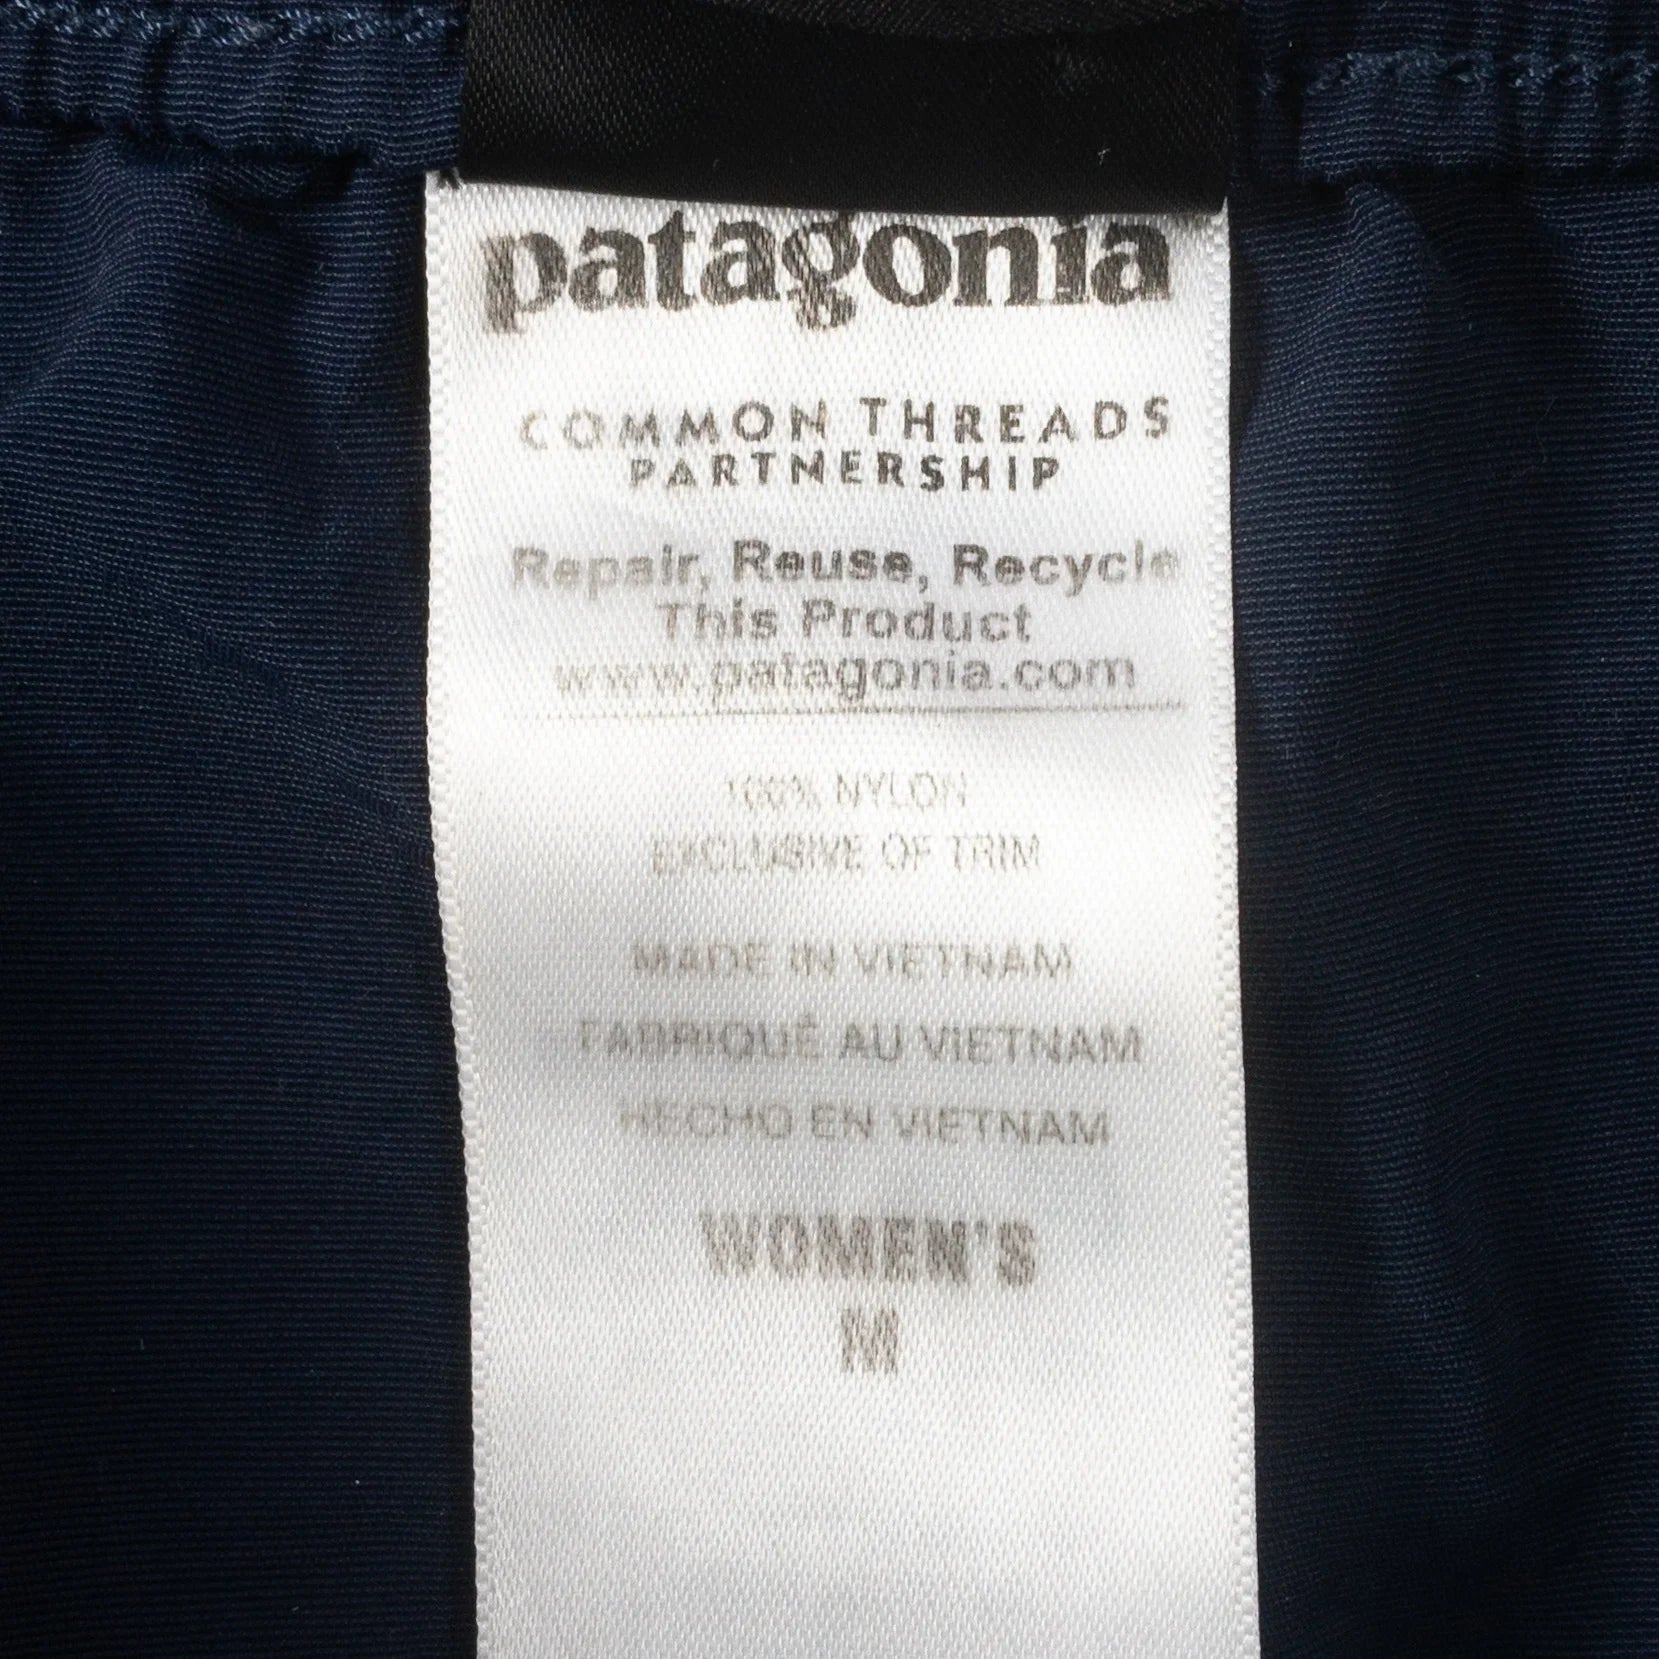 patagonia
COMMON THREADS
PARTNERSHIP
Repair, Reuse, Recycle
This Product
www.patagonia.com
100% NYLON
EXCLUSIVE OF TRIM
MADE IN VIETNAM
FABRIQUÉ AU VIETNAM
HECHO EN VIETNAM
WOMEN'S
M